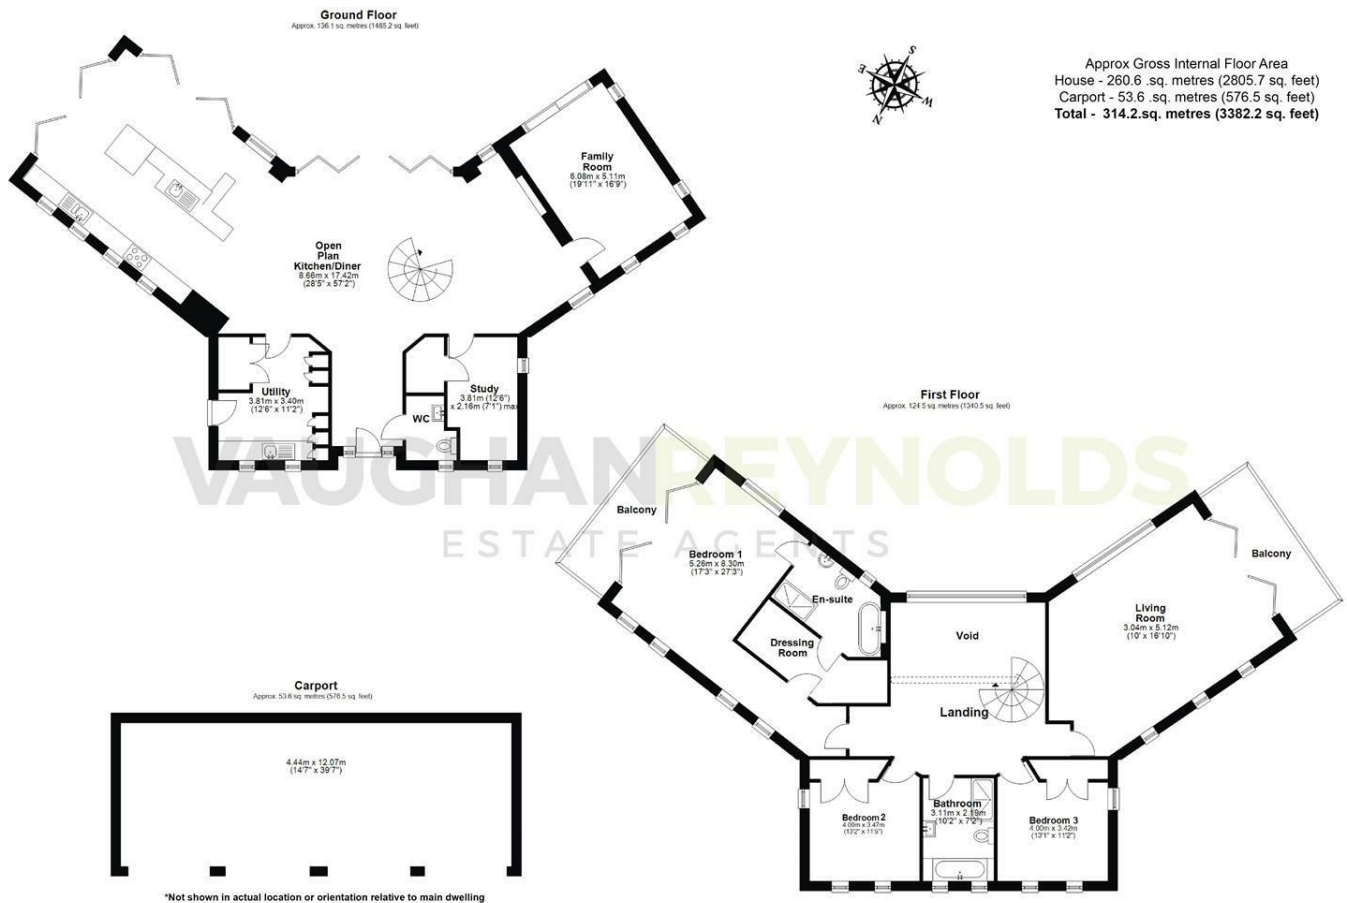 Ground Floor
Approx. 136.1 sq. metres (1465.2 sq. feet)
S
E
W
N
Approx Gross Internal Floor Area
House - 260.6 .sq. metres (2805.7 sq. feet)
Carport - 53.6 .sq. metres (576.5 sq. feet)
Total - 314.2.sq. metres (3382.2 sq. feet)
Family
Room
6.08m x 5.11m
(19'11" x 16'9")
Open
Plan
Kitchen/Diner
8.66m x 17.42m
(28'5" x 57'2")
Utility
3.81m x 3.40m
(12'6" x 11'2")
Study
3.81m (12'6")
x 2.16m (7'1") max
WC
VAUGHANREYNOLDS
ESTATE AGENTS
First Floor
Approx. 124.5 sq. metres (1340.5 sq. feet)
Balcony
Bedroom 1
5.26m x 8.30m
(17'3" x 27'3")
En-suite
Dressing
Room
Void
Landing
Living
Room
3.04m x 5.12m
(10' x 16'10")
Balcony
Bedroom 2
4.00m x 3.47m
(13'2" x 11'5")
Bathroom
3.11m x 2.19m
(10'2" x 7'2")
Bedroom 3
4.00m x 3.42m
(13'1" x 11'2")
Carport
Approx. 53.6 sq. metres (576.5 sq. feet)
4.44m x 12.07m
(14'7" x 39'7")
*Not shown in actual location or orientation relative to main dwelling